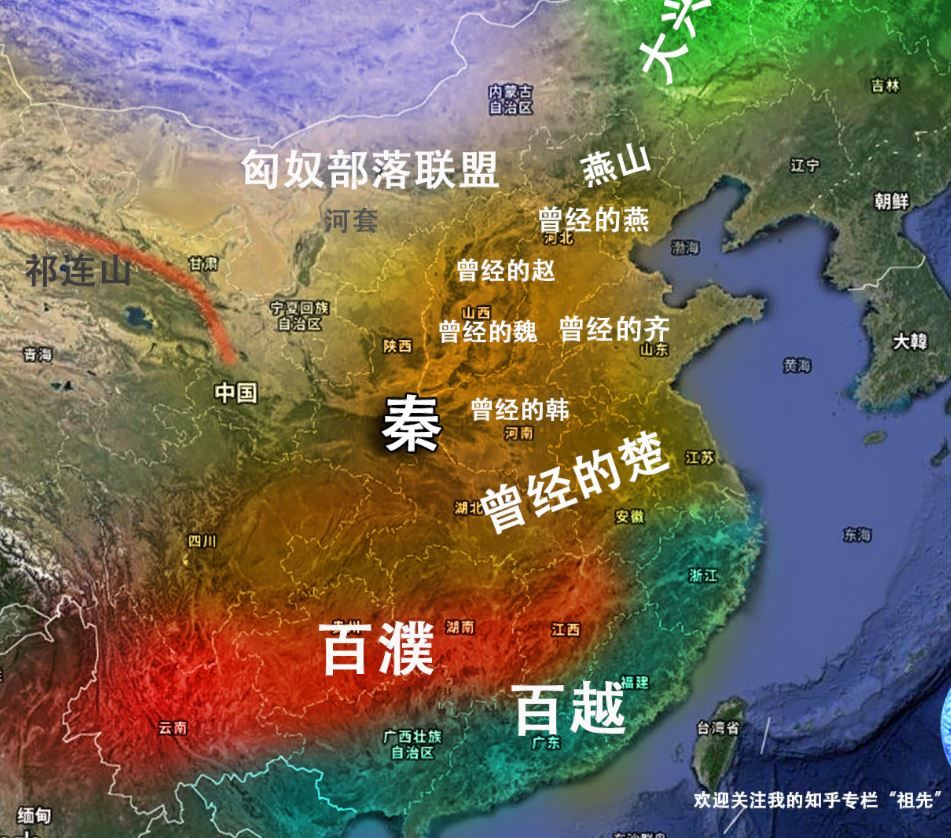 大兴
吉林
内蒙古
自治区
匈奴部落联盟
燕山
辽宁
朝鲜
河套
曾经的燕
河北
渤海
祁连山
甘肃
曾经的赵
宁夏回族
自治区
山西
陕西
曾经的魏
曾经的齐
山东
大韓
青海
黄海
中国
秦
曾经的韩
河南
曾经的楚
江苏
湖北
安徽
四川
东海
浙江
百濮
湖南
江西
百越
福建
云南
广西壮族
自治区
广东
台湾省
缅甸
欢迎关注我的知乎专栏“祖先”